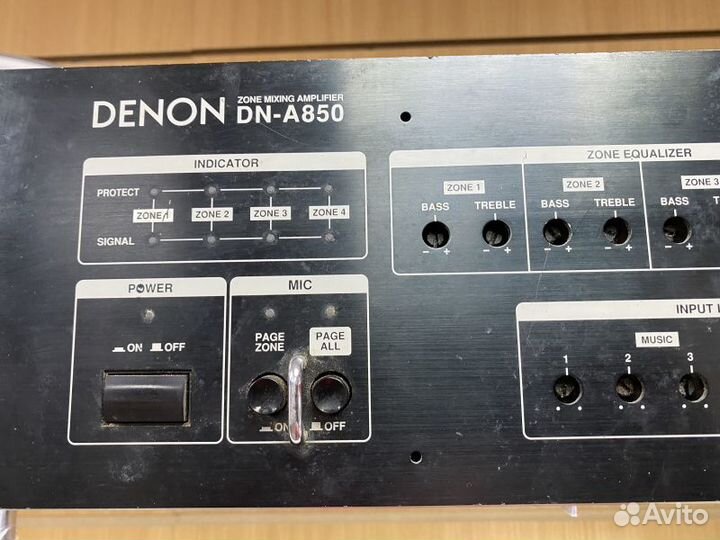 DENON ZONE MIXING AMPLIFIER
DN-A850
INDICATOR
PROTECT
ZONE 1 ZONE 2 ZONE 3 ZONE 4
SIGNAL
POWER
ON OFF
MIC
PAGE ZONE
PAGE ALL
ON OFF
ZONE EQUALIZER
ZONE 1 ZONE 2 ZONE 3
BASS TREBLE BASS TREBLE BASS
- + - + - + - + - +
INPUT
MUSIC
1 2 3
Avito